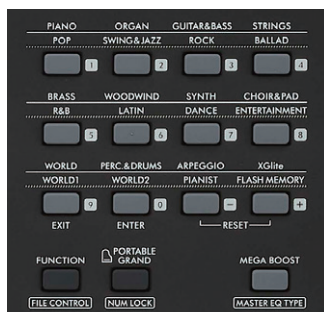 PIANO ORGAN GUITAR&BASS STRINGS
POP SWING&JAZZ ROCK BALLAD
1 2 3 4
BRASS WOODWIND SYNTH CHOIR&PAD
R&B LATIN DANCE ENTERTAINMENT
5 6 7 8
WORLD PERC.&DRUMS ARPEGGIO XGlite
WORLD1 WORLD2 PIANIST FLASH MEMORY
9 0 − +
EXIT ENTER RESET
FUNCTION PORTABLE GRAND MEGA BOOST
FILE CONTROL NUM LOCK MASTER EQ TYPE